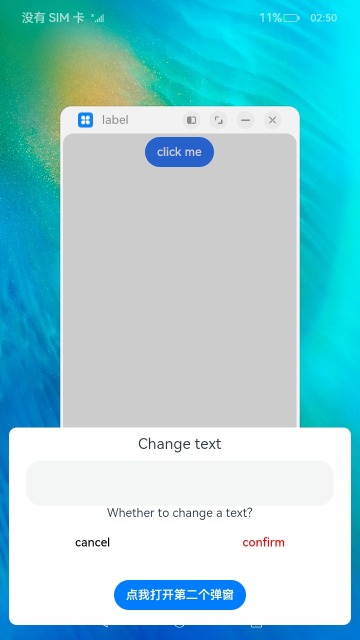 没有 SIM 卡 11% 02:50
label
click me
Change text
Whether to change a text?
cancel confirm
点我打开第二个弹窗